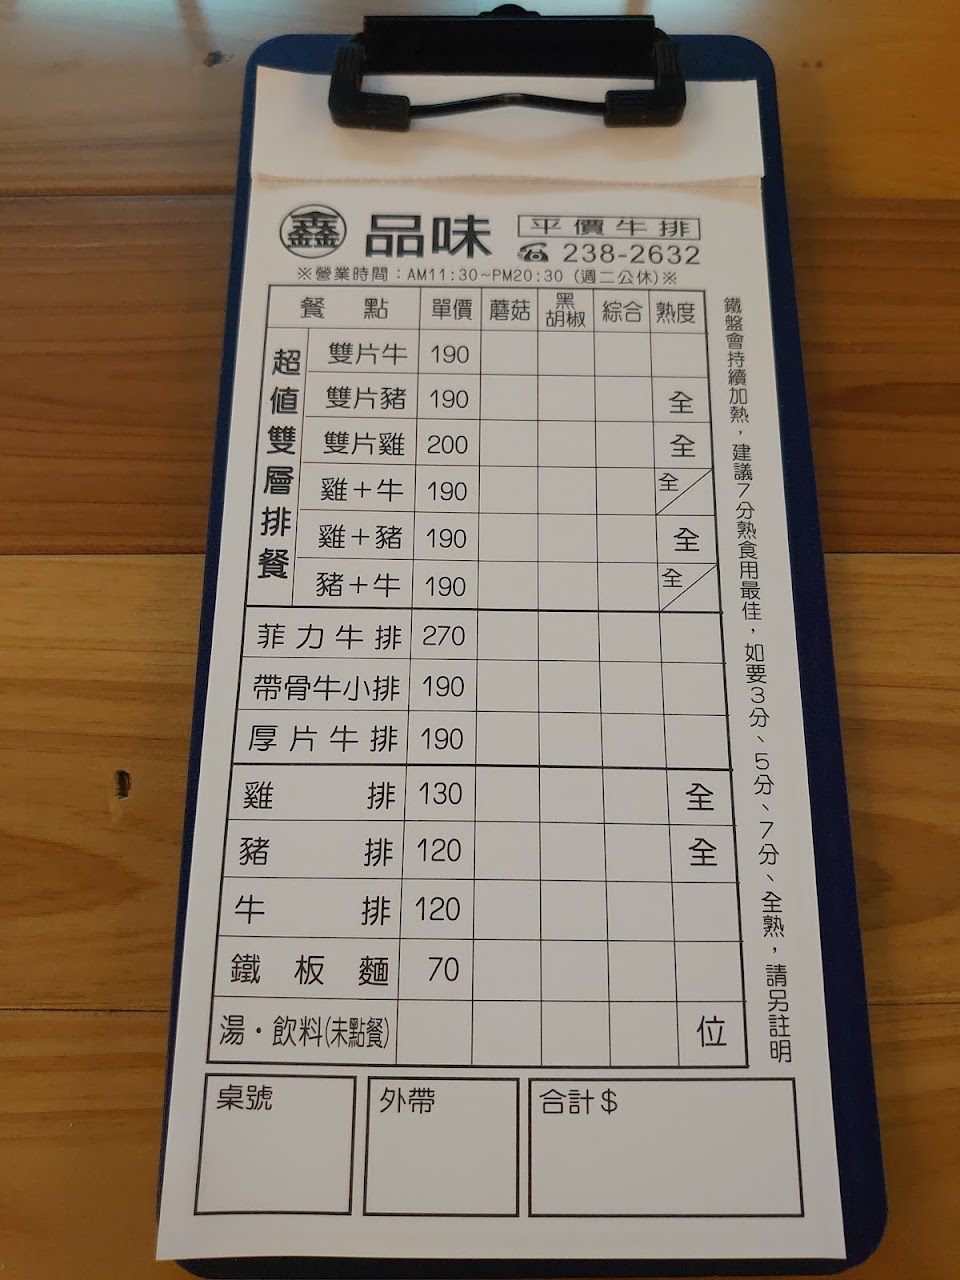 鑫 品味 平價牛排
☎ 238-2632
※營業時間：AM11:30~PM20:30 (週二公休)※
餐點 單價 蘑菇 黑胡椒 綜合 熟度
超值雙層排餐
雙片牛 190
雙片豬 190 全
雙片雞 200 全
雞＋牛 190 全／
雞＋豬 190 全
豬＋牛 190 全／
菲力牛排 270
帶骨牛小排 190
厚片牛排 190
雞排 130 全
豬排 120 全
牛排 120
鐵板麵 70
湯・飲料(未點餐) 位
鐵盤會持續加熱，建議7分熟食用最佳，如要3分、5分、7分、全熟，請另註明
桌號 外帶 合計$